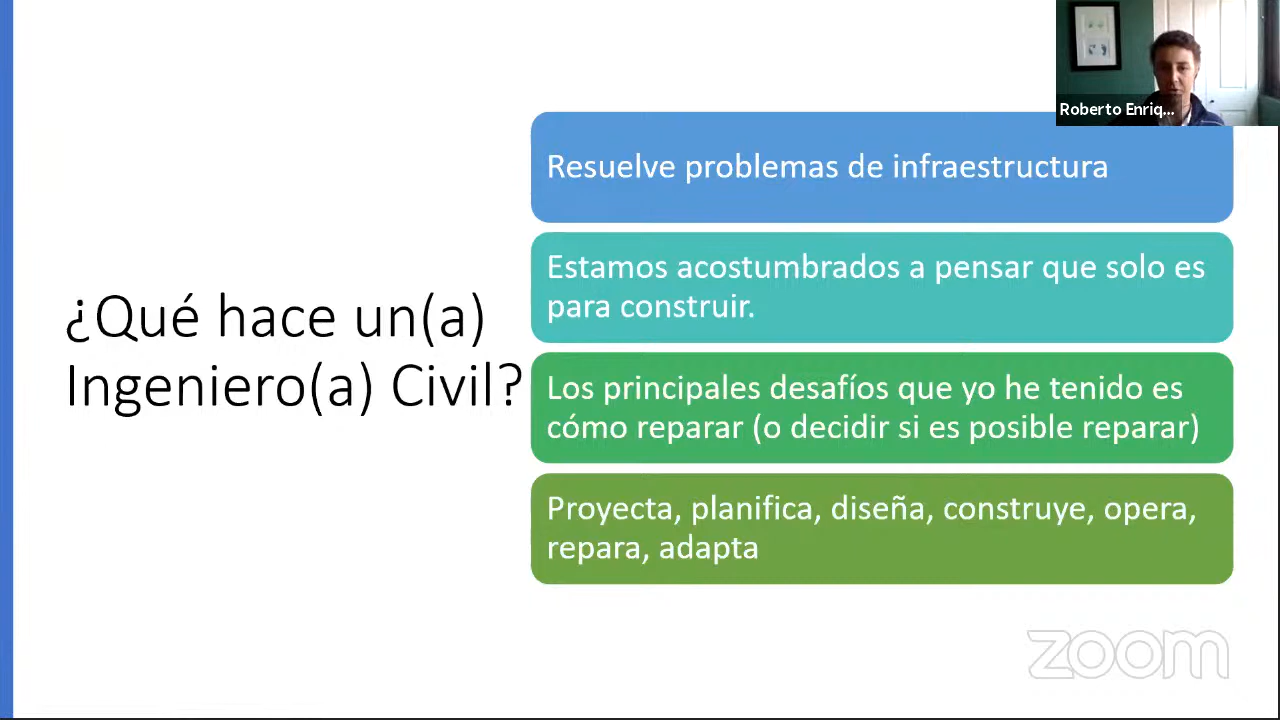 Roberto Enriq...
Resuelve problemas de infraestructura
Estamos acostumbrados a pensar que solo es
para construir.
¿Qué hace un(a)
Ingeniero(a) Civil?
Los principales desafíos que yo he tenido es
cómo reparar (o decidir si es posible reparar)
Proyecta, planifica, diseña, construye, opera,
repara, adapta
zoom